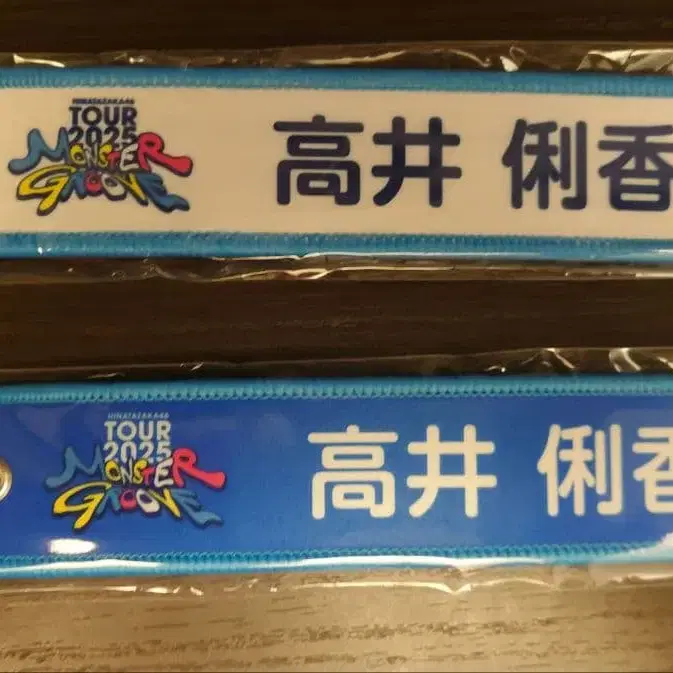 HINATAZAKA46
TOUR
2025
MONSTER
GROOVE
高井 俐香
HINATAZAKA46
TOUR
2025
MONSTER
GROOVE
高井 俐香